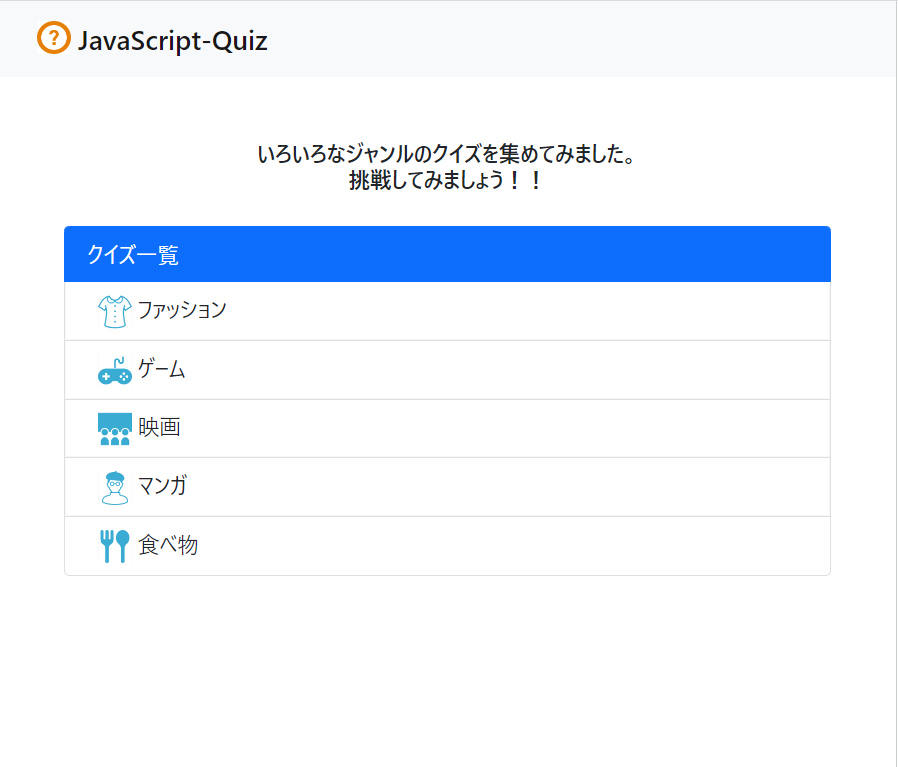 JavaScript-Quiz
いろいろなジャンルのクイズを集めてみました。
挑戦してみましょう！！
クイズ一覧
ファッション
ゲーム
映画
マンガ
食べ物